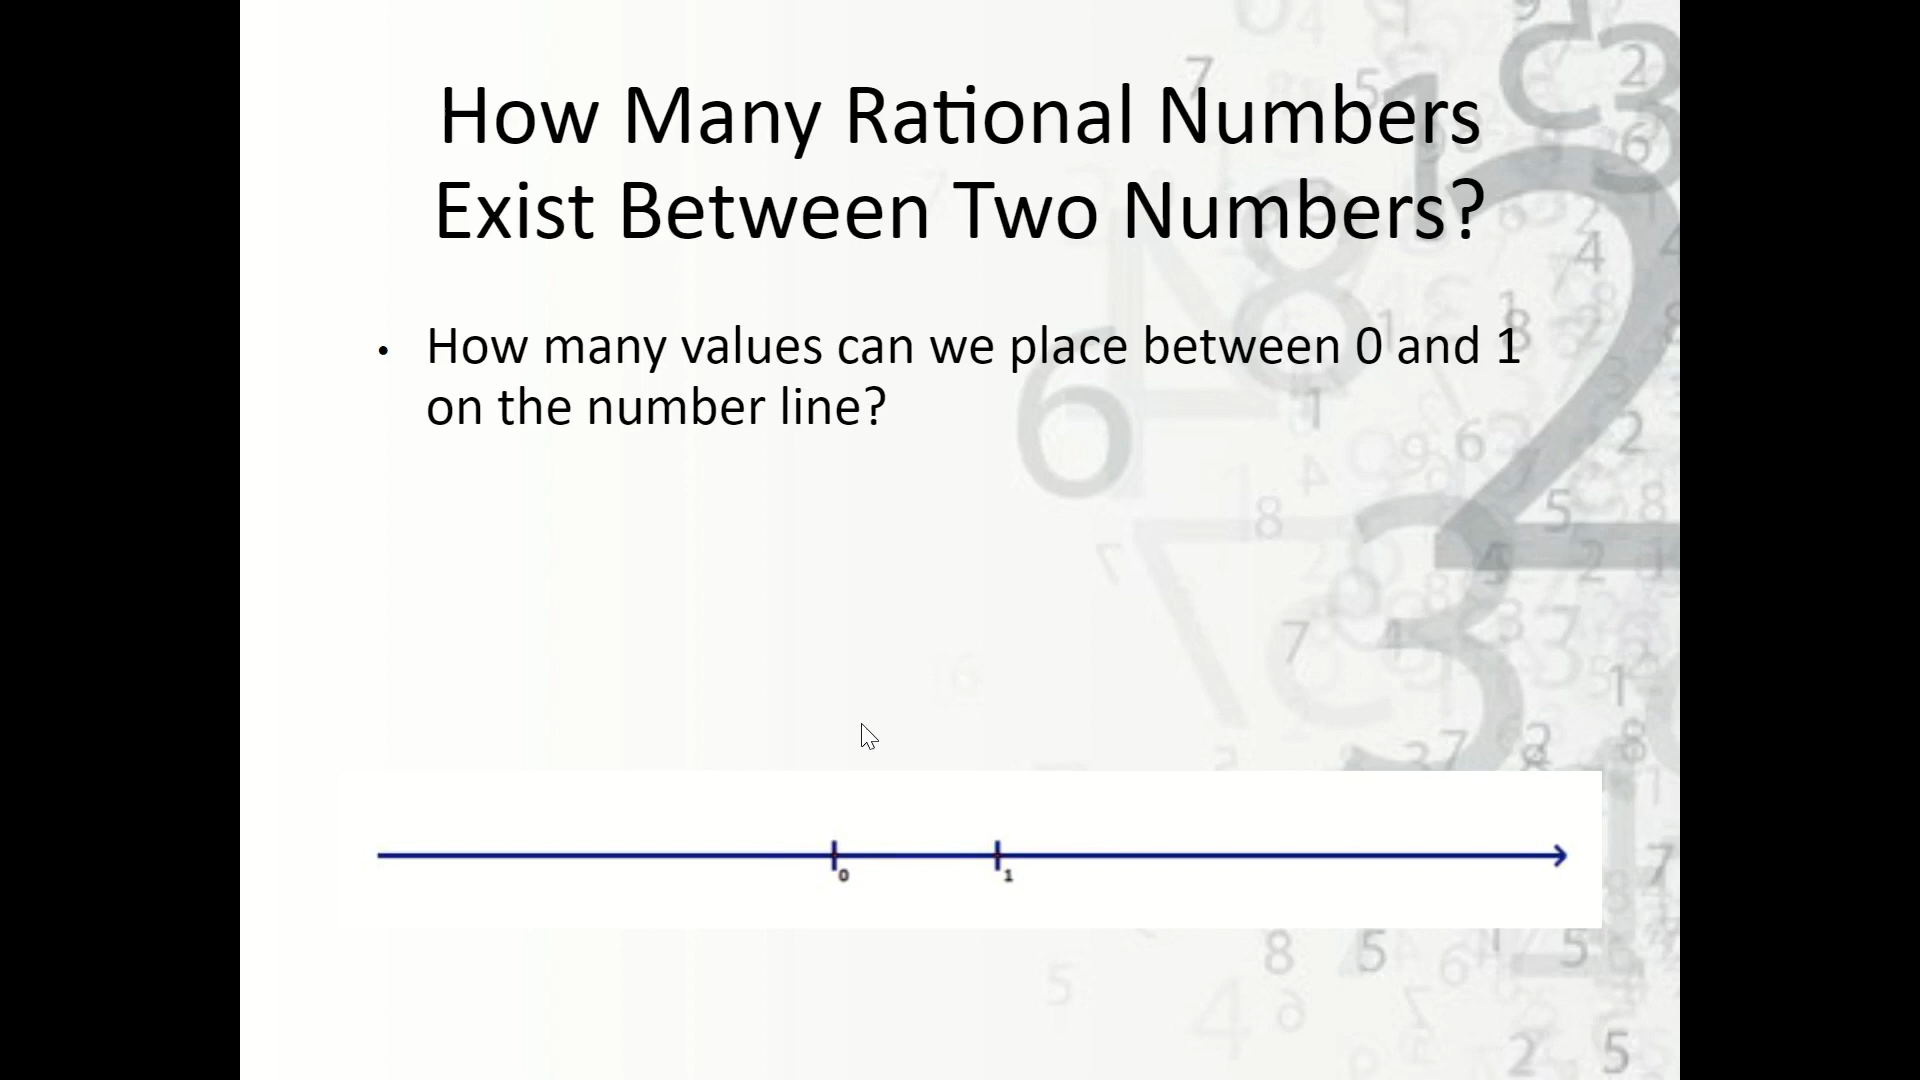 How Many Rational Numbers
Exist Between Two Numbers?
• How many values can we place between 0 and 1
on the number line?
0 1